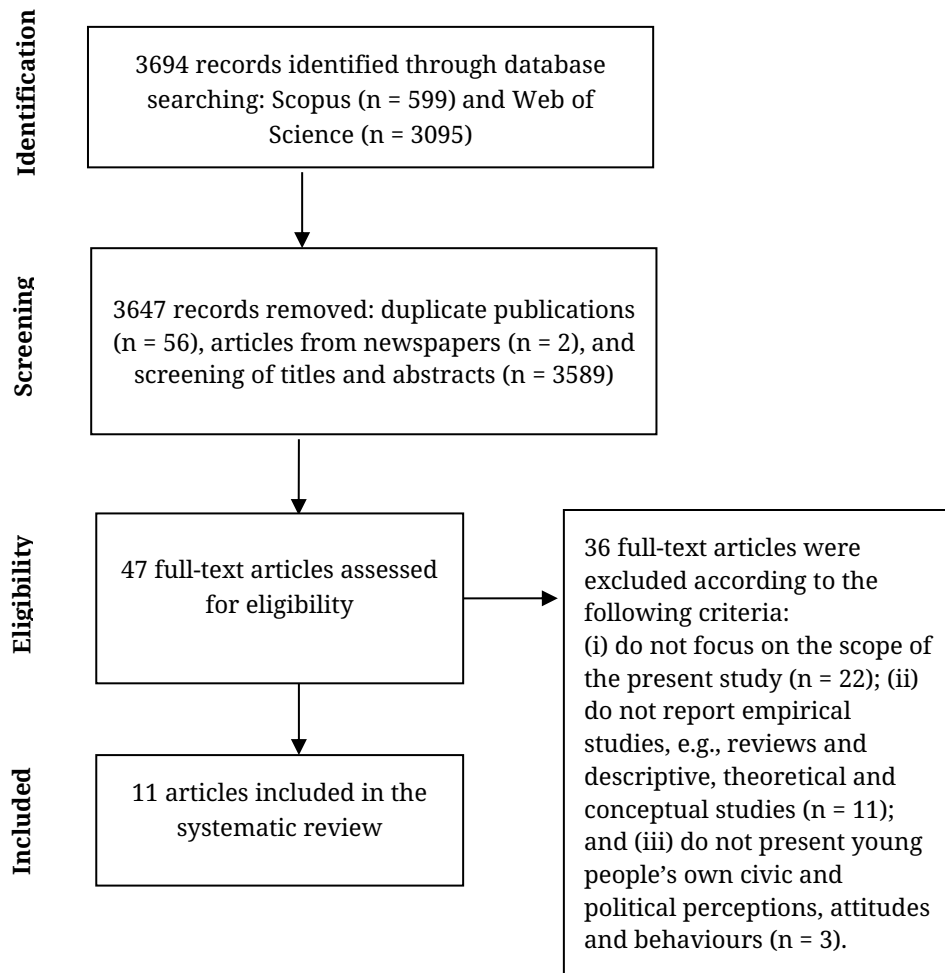 Identification
3694 records identified through database
searching: Scopus (n = 599) and Web of
Science (n = 3095)
Screening
3647 records removed: duplicate publications
(n = 56), articles from newspapers (n = 2), and
screening of titles and abstracts (n = 3589)
Eligibility
47 full-text articles assessed
for eligibility
36 full-text articles were
excluded according to the
following criteria:
(i) do not focus on the scope of
the present study (n = 22); (ii)
do not report empirical
studies, e.g., reviews and
descriptive, theoretical and
conceptual studies (n = 11);
and (iii) do not present young
people’s own civic and
political perceptions, attitudes
and behaviours (n = 3).
Included
11 articles included in the
systematic review